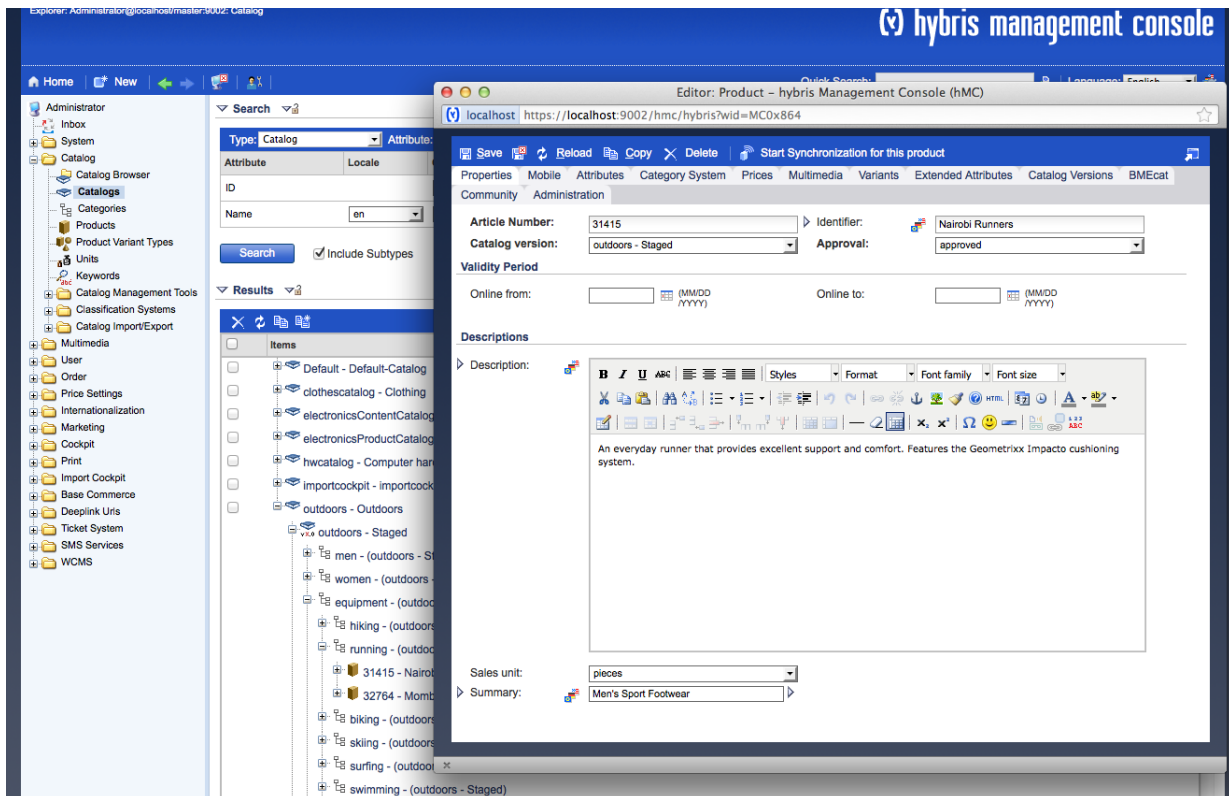 Explorer: Administrator@localhost/master:9002: Catalog
(y) hybris management console
Home New
Quick Search: Language: English
Administrator
Inbox
System
Catalog
Catalog Browser
Catalogs
Categories
Products
Product Variant Types
Units
Keywords
Catalog Management Tools
Classification Systems
Catalog Import/Export
Multimedia
User
Order
Price Settings
Internationalization
Marketing
Cockpit
Print
Import Cockpit
Base Commerce
Deeplink Urls
Ticket System
SMS Services
WCMS
Search
Type: Catalog Attribute:
Attribute Locale
ID
Name en
Search Include Subtypes
Results
Items
Default - Default-Catalog
clothescatalog - Clothing
electronicsContentCatalog
electronicsProductCatalog
hwcatalog - Computer har
importcockpit - importcock
outdoors - Outdoors
outdoors - Staged
men - (outdoors - S
women - (outdoors -
equipment - (outdoo
hiking - (outdoors
running - (outdoo
31415 - Nairob
32764 - Momb
biking - (outdoors
skiing - (outdoors
surfing - (outdoor
swimming - (outdoors - Staged)
Editor: Product – hybris Management Console (hMC)
localhost https://localhost:9002/hmc/hybris?wid=MC0x864
Save Reload Copy Delete Start Synchronization for this product
Properties Mobile Attributes Category System Prices Multimedia Variants Extended Attributes Catalog Versions BMEcat
Community Administration
Article Number: 31415 Identifier: Nairobi Runners
Catalog version: outdoors - Staged Approval: approved
Validity Period
Online from: (MM/DD Online to: (MM/DD
/YYYY) /YYYY)
Descriptions
Description:
B I U ABC Styles Format Font family Font size
HTML A ab
x₂ x² Ω ABC
An everyday runner that provides excellent support and comfort. Features the Geometrixx Impacto cushioning
system.
Sales unit: pieces
Summary: Men's Sport Footwear